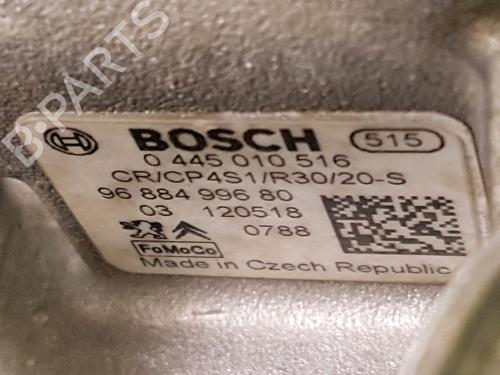 B-PARTS
BOSCH 515
0 445 010 516
CR/CP4S1/R30/20-S
96 884 996 80
03 120518
0788
FoMoCo
Made in Czech Republic